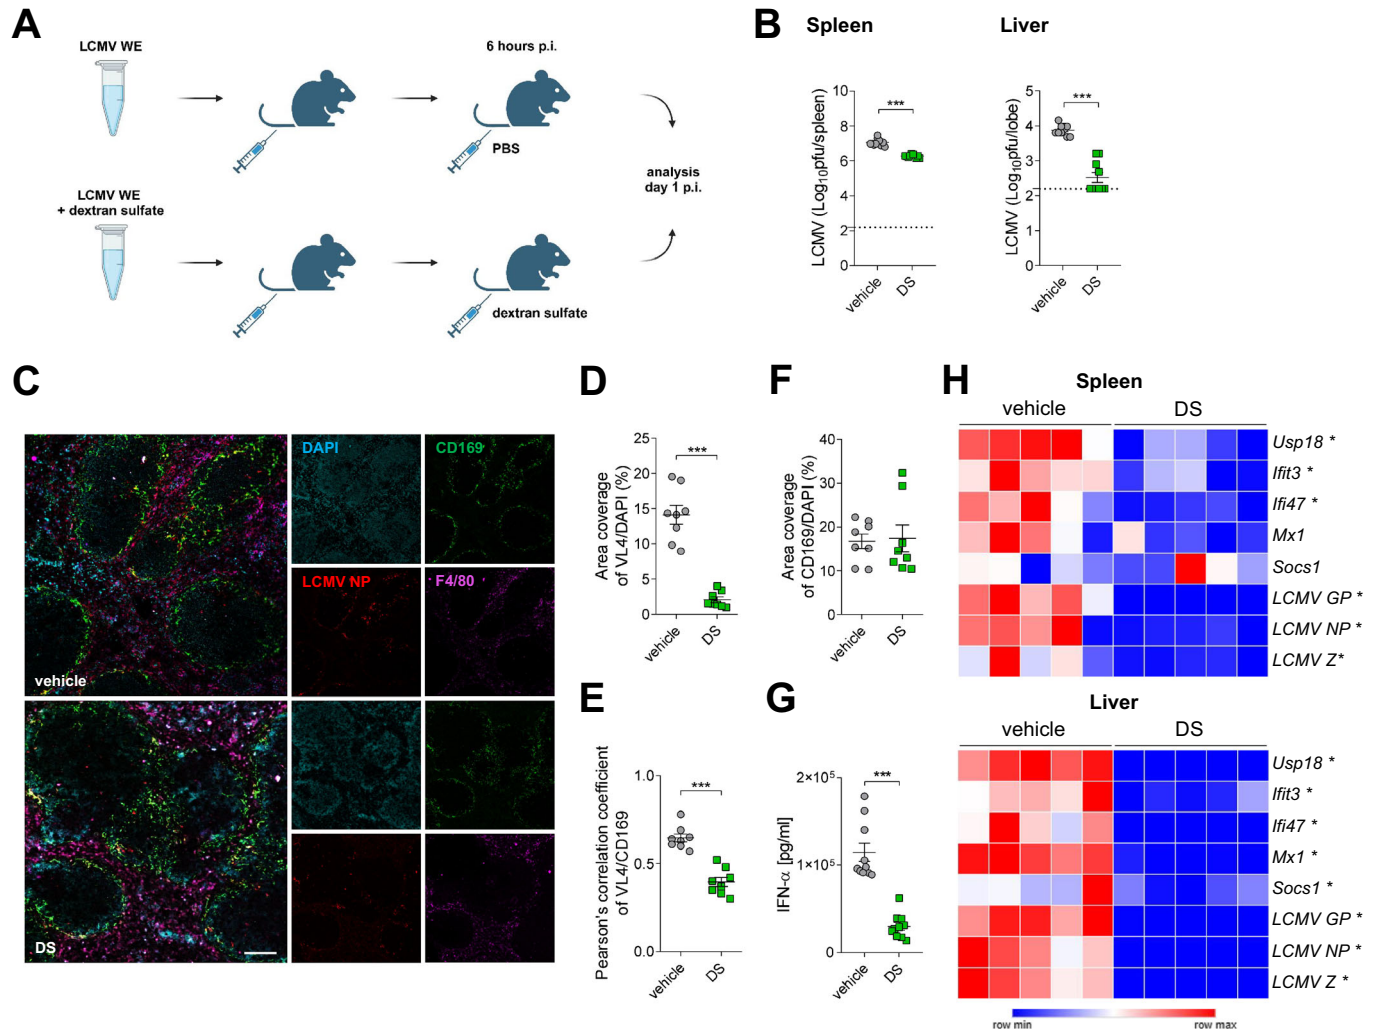 A
LCMV WE
6 hours p.i.
PBS
LCMV WE
+ dextran sulfate
dextran sulfate
analysis
day 1 p.i.
B
Spleen
Liver
LCMV (Log10pfu/spleen)
10
8
6
4
2
0
***
vehicle
DS
LCMV (Log10pfu/lobe)
5
4
3
2
1
0
***
vehicle
DS
C
DAPI
CD169
LCMV NP
F4/80
vehicle
DS
D
Area coverage
of VL4/DAPI (%)
25
20
15
10
5
0
***
vehicle
DS
E
Pearson's correlation coefficient
of VL4/CD169
1.0
0.5
0.0
***
vehicle
DS
F
Area coverage
of CD169/DAPI (%)
40
30
20
10
0
vehicle
DS
G
IFN-α [pg/ml]
2×10⁵
1×10⁵
0
***
vehicle
DS
H
Spleen
vehicle
DS
Usp18 *
Ifit3 *
Ifi47 *
Mx1
Socs1
LCMV GP *
LCMV NP *
LCMV Z*
Liver
vehicle
DS
Usp18 *
Ifit3 *
Ifi47 *
Mx1 *
Socs1 *
LCMV GP *
LCMV NP *
LCMV Z *
row min
row max